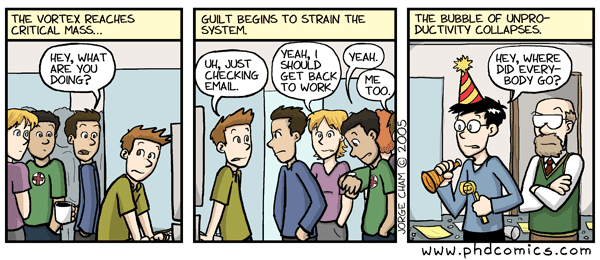 THE VORTEX REACHES
CRITICAL MASS...
HEY, WHAT
ARE YOU
DOING?
GUILT BEGINS TO STRAIN THE
SYSTEM.
UH, JUST
CHECKING
EMAIL.
YEAH, I
SHOULD
GET BACK
TO WORK.
YEAH.
ME
TOO.
JORGE CHAM © 2005
THE BUBBLE OF UNPRO-
DUCTIVITY COLLAPSES.
HEY, WHERE
DID EVERY-
BODY GO?
www.phdcomics.com